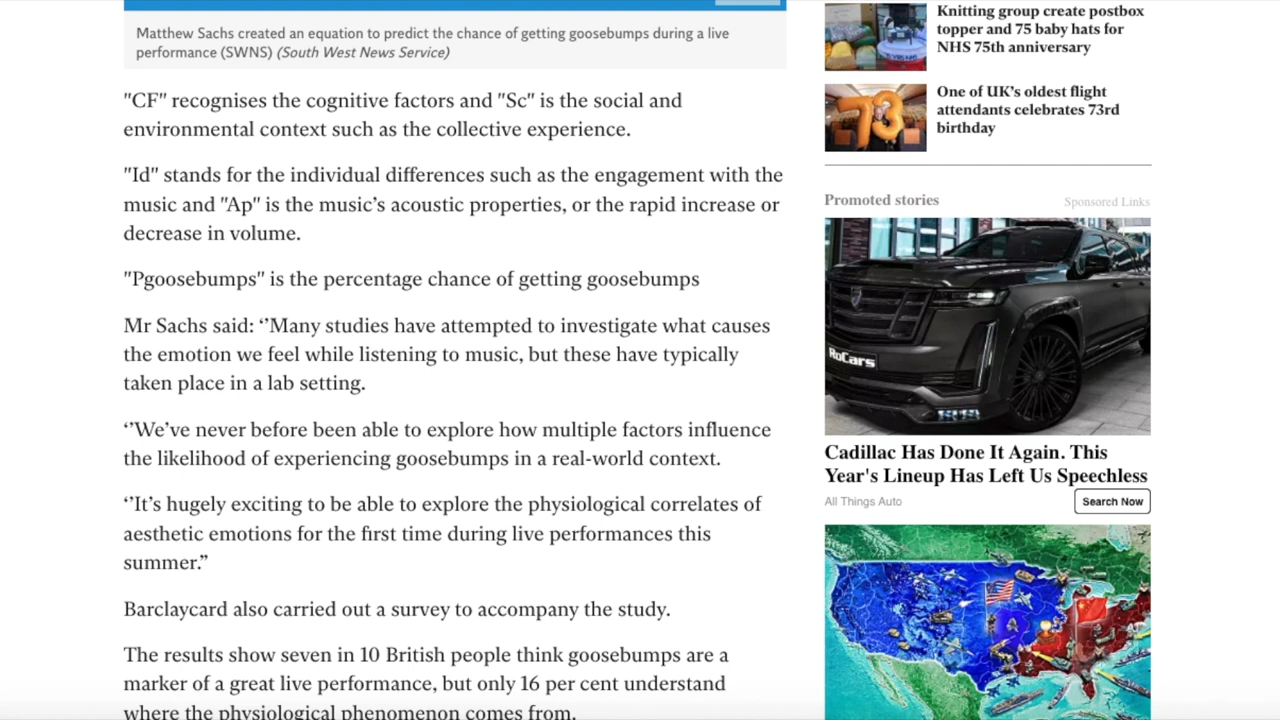 Matthew Sachs created an equation to predict the chance of getting goosebumps during a live
performance (SWNS) (South West News Service)
"CF" recognises the cognitive factors and "Sc" is the social and
environmental context such as the collective experience.
"Id" stands for the individual differences such as the engagement with the
music and "Ap" is the music’s acoustic properties, or the rapid increase or
decrease in volume.
"Pgoosebumps" is the percentage chance of getting goosebumps
Mr Sachs said: ‘’Many studies have attempted to investigate what causes
the emotion we feel while listening to music, but these have typically
taken place in a lab setting.
‘’We’ve never before been able to explore how multiple factors influence
the likelihood of experiencing goosebumps in a real-world context.
‘’It’s hugely exciting to be able to explore the physiological correlates of
aesthetic emotions for the first time during live performances this
summer.”
Barclaycard also carried out a survey to accompany the study.
The results show seven in 10 British people think goosebumps are a
marker of a great live performance, but only 16 per cent understand
where the physiological phenomenon comes from.
Knitting group create postbox
topper and 75 baby hats for
NHS 75th anniversary
73
One of UK’s oldest flight
attendants celebrates 73rd
birthday
Promoted stories
Sponsored Links
RoCars
Cadillac Has Done It Again. This
Year's Lineup Has Left Us Speechless
All Things Auto
Search Now